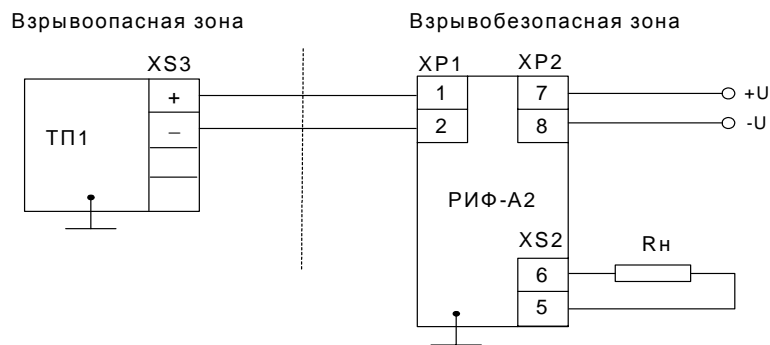 Взрывоопасная зона
Взрывобезопасная зона
XS3
XP1
XP2
+
1
7
+U
ТП1
–
2
8
-U
РИФ-А2
XS2
Rн
6
5